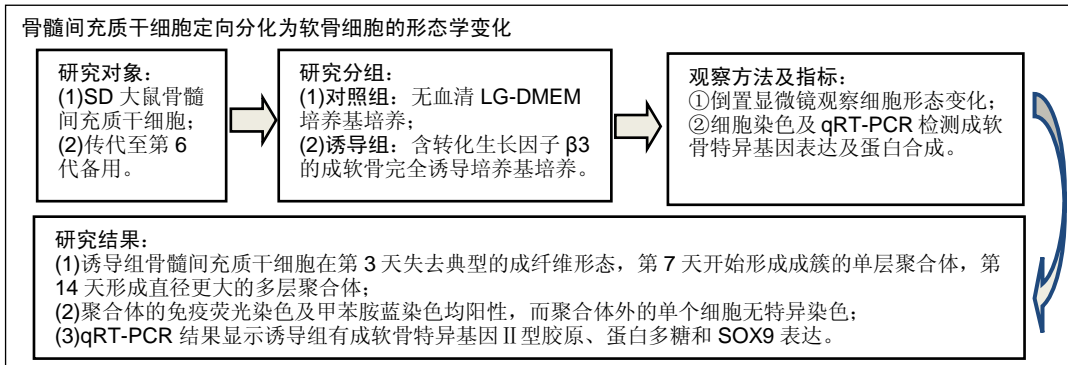 骨髓间充质干细胞定向分化为软骨细胞的形态学变化
研究对象：
(1)SD 大鼠骨髓
间充质干细胞；
(2)传代至第 6
代备用。
研究分组：
(1)对照组：无血清 LG-DMEM
培养基培养；
(2)诱导组：含转化生长因子 β3
的成软骨完全诱导培养基培养。
观察方法及指标：
①倒置显微镜观察细胞形态变化；
②细胞染色及 qRT-PCR 检测成软
骨特异基因表达及蛋白合成。
研究结果：
(1)诱导组骨髓间充质干细胞在第 3 天失去典型的成纤维形态，第 7 天开始形成成簇的单层聚合体，第
14 天形成直径更大的多层聚合体；
(2)聚合体的免疫荧光染色及甲苯胺蓝染色均阳性，而聚合体外的单个细胞无特异染色；
(3)qRT-PCR 结果显示诱导组有成软骨特异基因Ⅱ型胶原、蛋白多糖和 SOX9 表达。